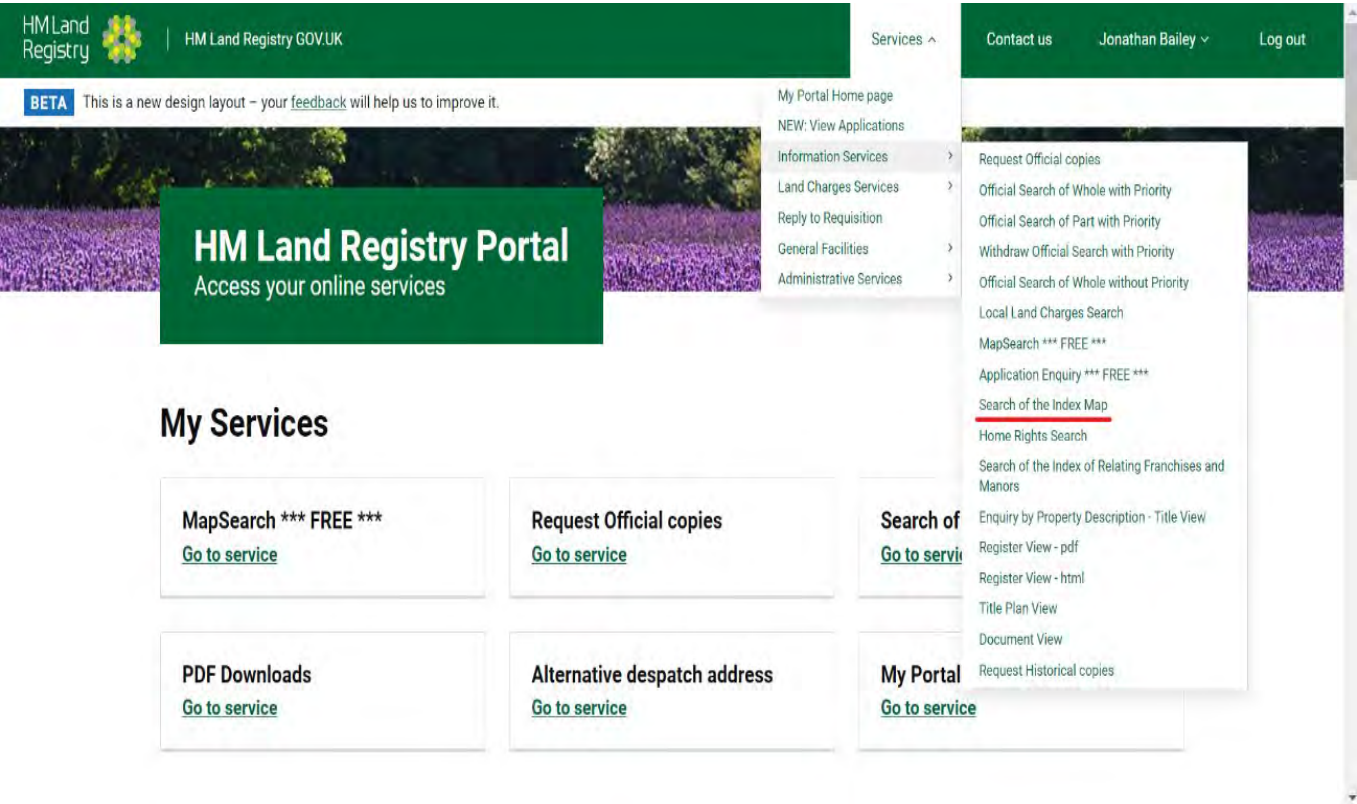 HM Land
Registry
HM Land Registry GOV.UK
Services
Contact us
Jonathan Bailey
Log out
BETA This is a new design layout – your feedback will help us to improve it.
My Portal Home page
NEW: View Applications
Information Services
Land Charges Services
Reply to Requisition
General Facilities
Administrative Services
Request Official copies
Official Search of Whole with Priority
Official Search of Part with Priority
Withdraw Official Search with Priority
Official Search of Whole without Priority
Local Land Charges Search
MapSearch *** FREE ***
Application Enquiry *** FREE ***
Search of the Index Map
Home Rights Search
Search of the Index of Relating Franchises and
Manors
Enquiry by Property Description - Title View
Register View - pdf
Register View - html
Title Plan View
Document View
Request Historical copies
HM Land Registry Portal
Access your online services
My Services
MapSearch *** FREE ***
Go to service
Request Official copies
Go to service
Search of
Go to servi
PDF Downloads
Go to service
Alternative despatch address
Go to service
My Portal
Go to service